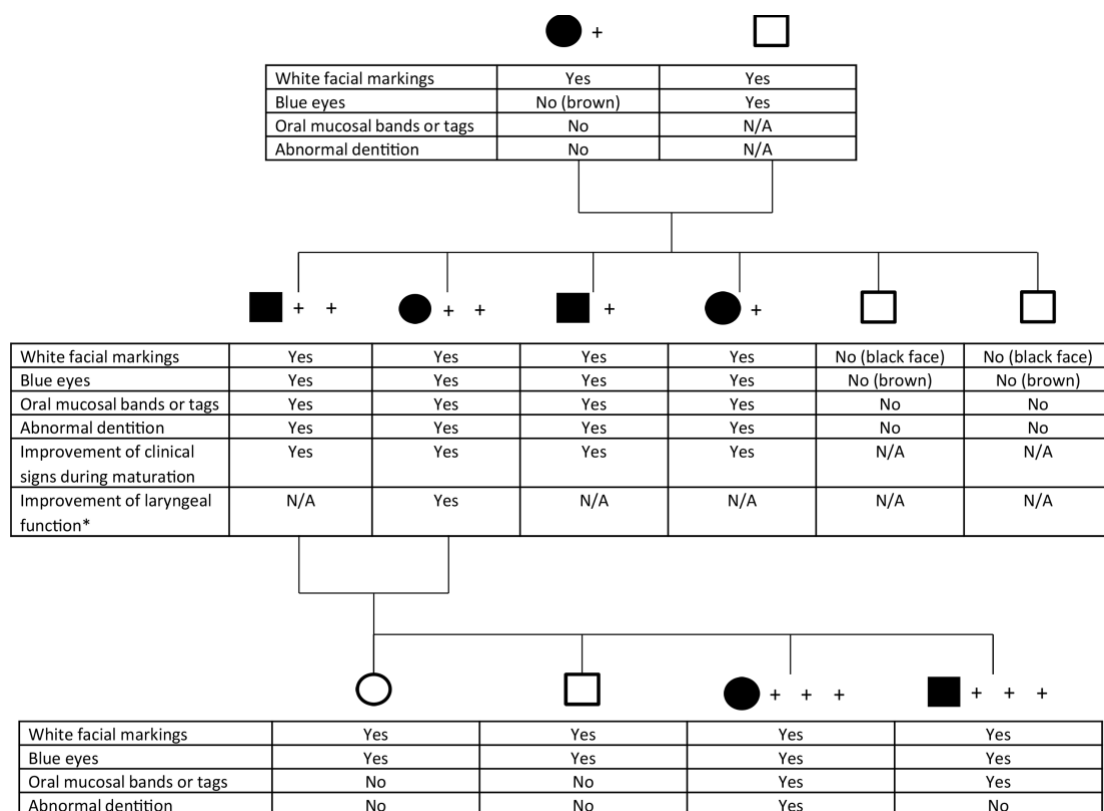 +
White facial markings Yes Yes
Blue eyes No (brown) Yes
Oral mucosal bands or tags No N/A
Abnormal dentition No N/A
+ + + + + +
White facial markings Yes Yes Yes Yes No (black face) No (black face)
Blue eyes Yes Yes Yes Yes No (brown) No (brown)
Oral mucosal bands or tags Yes Yes Yes Yes No No
Abnormal dentition Yes Yes Yes Yes No No
Improvement of clinical Yes Yes Yes Yes N/A N/A
signs during maturation
Improvement of laryngeal N/A Yes N/A N/A N/A N/A
function*
+ + + + + +
White facial markings Yes Yes Yes Yes
Blue eyes Yes Yes Yes Yes
Oral mucosal bands or tags No No Yes Yes
Abnormal dentition No No Yes No